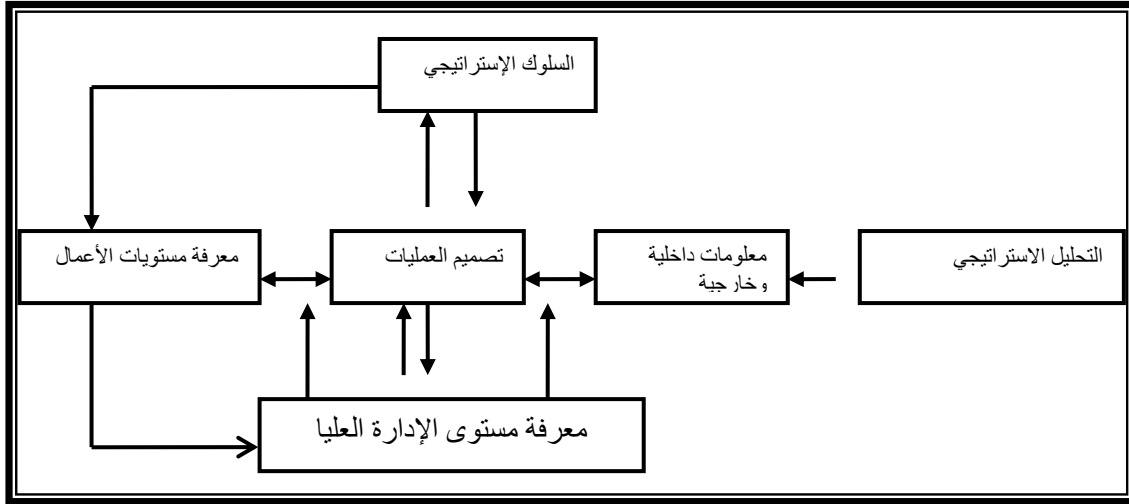 السلوك الإستراتيجي
التحليل الاستراتيجي
معلومات داخلية
وخارجية
تصميم العمليات
معرفة مستويات الأعمال
معرفة مستوى الإدارة العليا